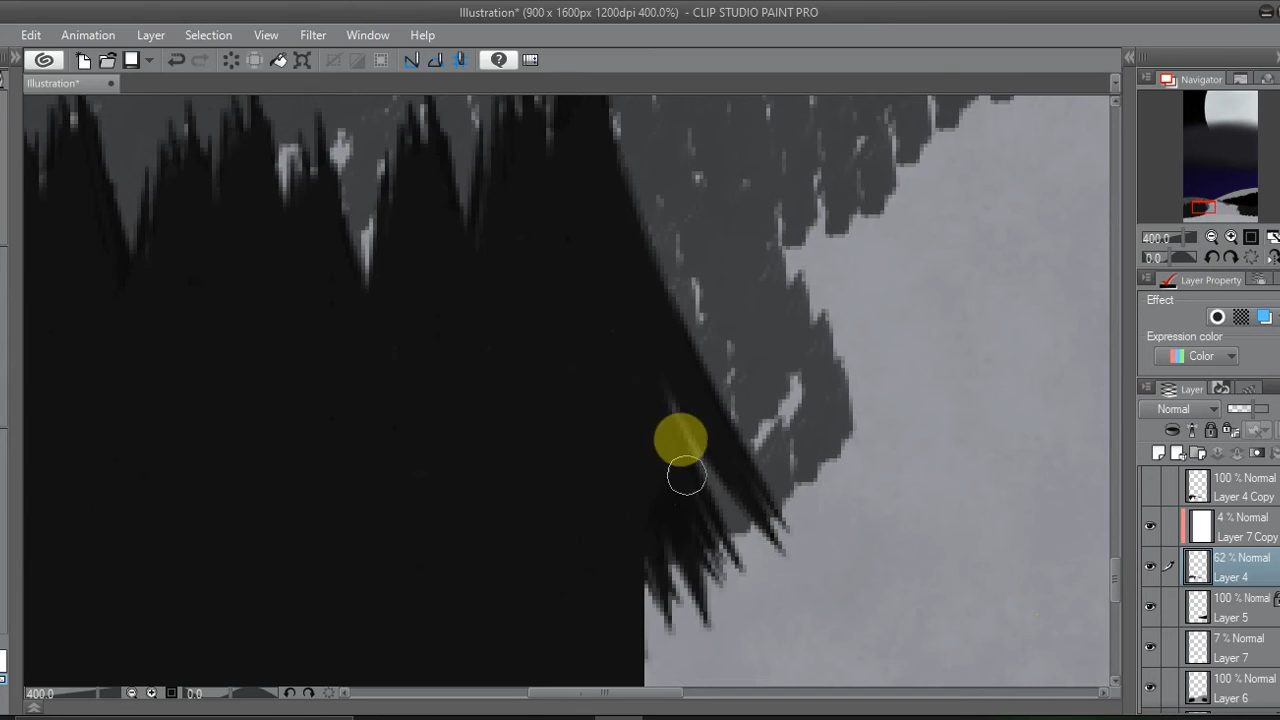 Illustration* (900 x 1600px 1200dpi 400.0%) - CLIP STUDIO PAINT PRO
Edit Animation Layer Selection View Filter Window Help
Illustration*
Navigator
400.0
0.0
Layer Property
Effect
Expression color
Color
Layer
Normal
100 % Normal
Layer 4 Copy
4 % Normal
Layer 7 Copy
62 % Normal
Layer 4
100 % Normal
Layer 5
7 % Normal
Layer 7
100 % Normal
Layer 6
400.0 0.0